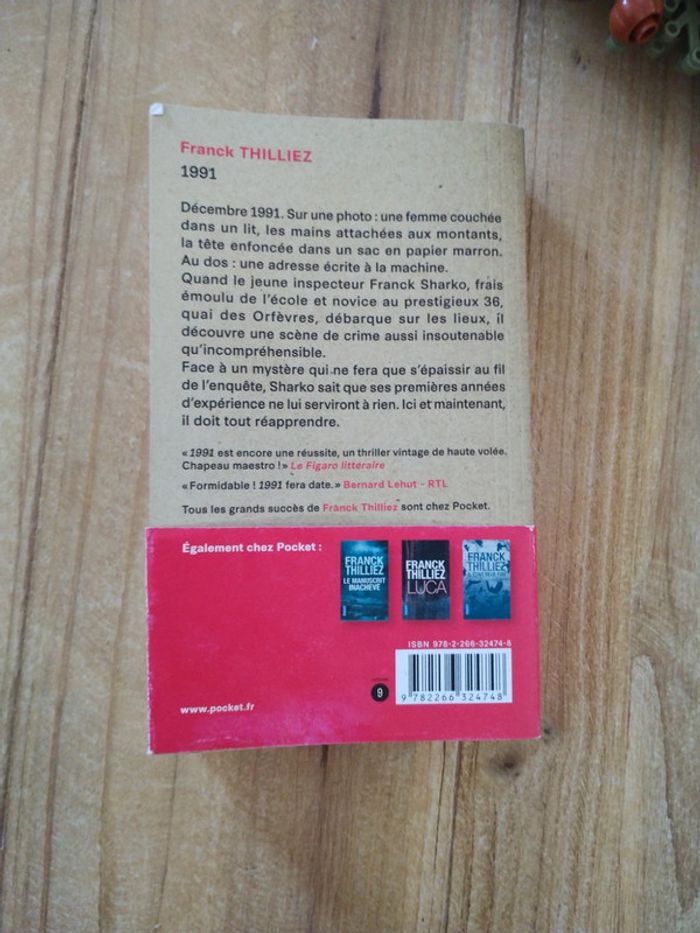 Franck THILLIEZ
1991
Décembre 1991. Sur une photo : une femme couchée
dans un lit, les mains attachées aux montants,
la tête enfoncée dans un sac en papier marron.
Au dos : une adresse écrite à la machine.
Quand le jeune inspecteur Franck Sharko, frais
émoulu de l'école et novice au prestigieux 36,
quai des Orfèvres, débarque sur les lieux, il
découvre une scène de crime aussi insoutenable
qu'incompréhensible.
Face à un mystère qui ne fera que s'épaissir au fil
de l'enquête, Sharko sait que ses premières années
d'expérience ne lui serviront à rien. Ici et maintenant,
il doit tout réapprendre.
« 1991 est encore une réussite, un thriller vintage de haute volée.
Chapeau maestro ! » Le Figaro littéraire
« Formidable ! 1991 fera date. » Bernard Lehut - RTL
Tous les grands succès de Franck Thilliez sont chez Pocket.
Également chez Pocket :
FRANCK
THILLIEZ
LE MANUSCRIT
INACHEVÉ
FRANCK
THILLIEZ
LUCA
FRANCK
THILLIEZ
ISBN 978-2-266-32474-8
9
9 782266 324748
www.pocket.fr